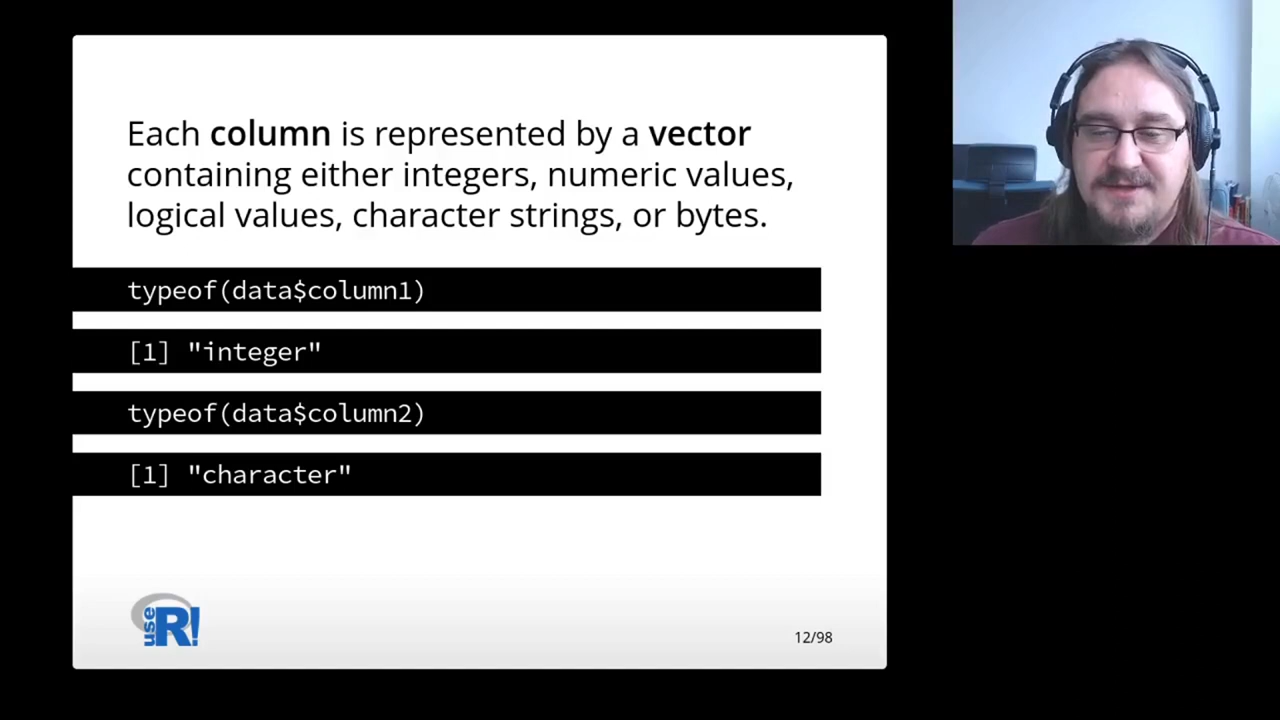 Each column is represented by a vector
containing either integers, numeric values,
logical values, character strings, or bytes.
typeof(data$column1)
[1] "integer"
typeof(data$column2)
[1] "character"
use R!
12/98